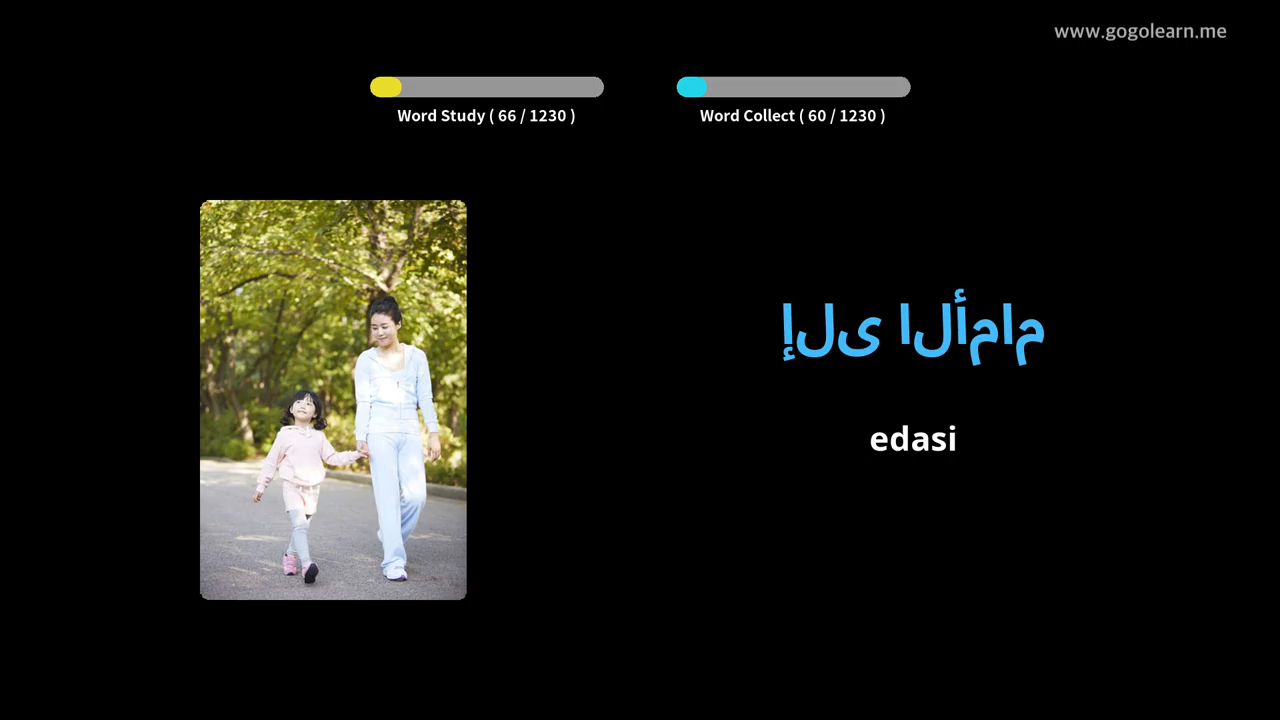 www.gogolearn.me
Word Study ( 66 / 1230 )
Word Collect ( 60 / 1230 )
إلى الأمام
edasi